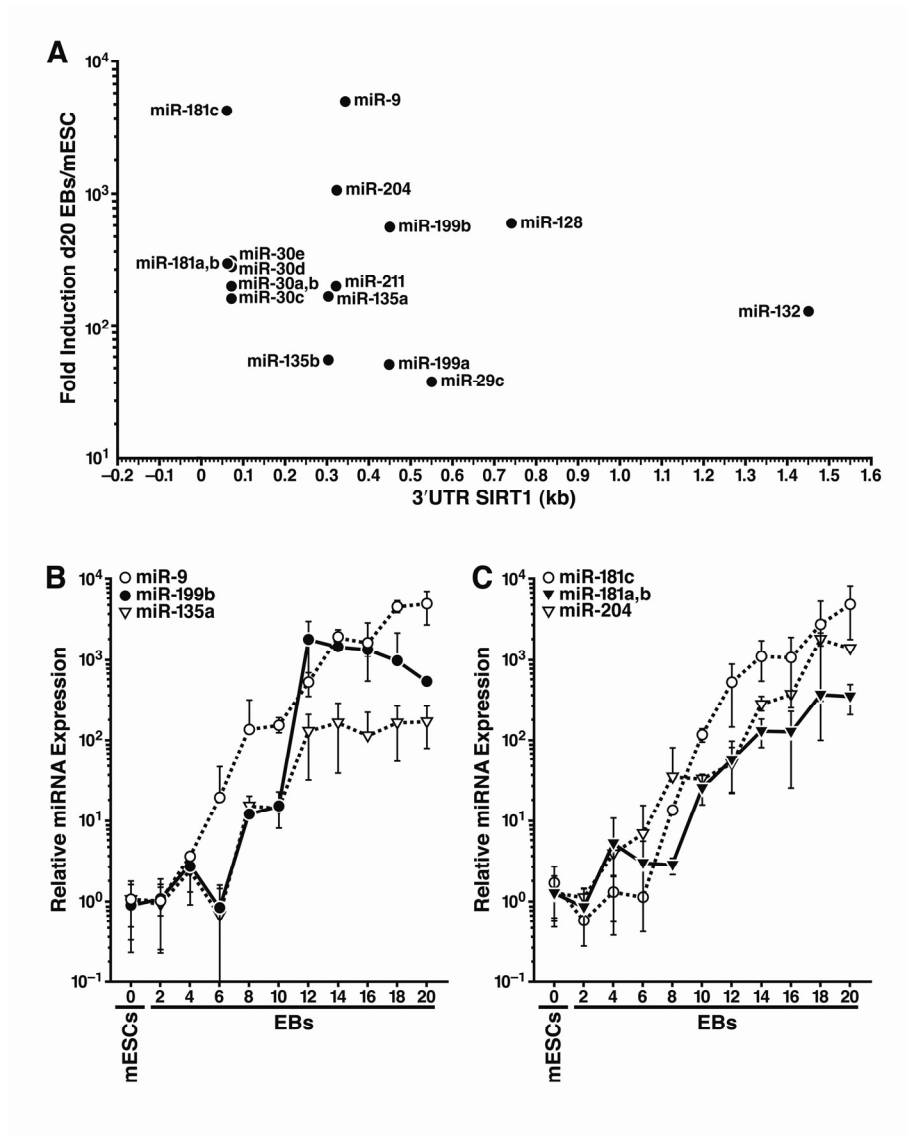 A
10⁴
miR-9
miR-181c
10³
miR-204
miR-199b
miR-128
miR-30e
miR-181a,b
miR-30d
miR-30a,b
miR-211
miR-30c
miR-135a
miR-132
10²
miR-135b
miR-199a
miR-29c
10¹
Fold Induction d20 EBs/mESC
−0.2 −0.1 0 0.1 0.2 0.3 0.4 0.5 0.6 0.7 0.8 0.9 1.0 1.1 1.2 1.3 1.4 1.5 1.6
3′UTR SIRT1 (kb)
B
miR-9
miR-199b
miR-135a
10⁴
10³
10²
10¹
10⁰
10⁻¹
Relative miRNA Expression
0 2 4 6 8 10 12 14 16 18 20
mESCs
EBs
C
miR-181c
miR-181a,b
miR-204
10⁴
10³
10²
10¹
10⁰
10⁻¹
Relative miRNA Expression
0 2 4 6 8 10 12 14 16 18 20
mESCs
EBs